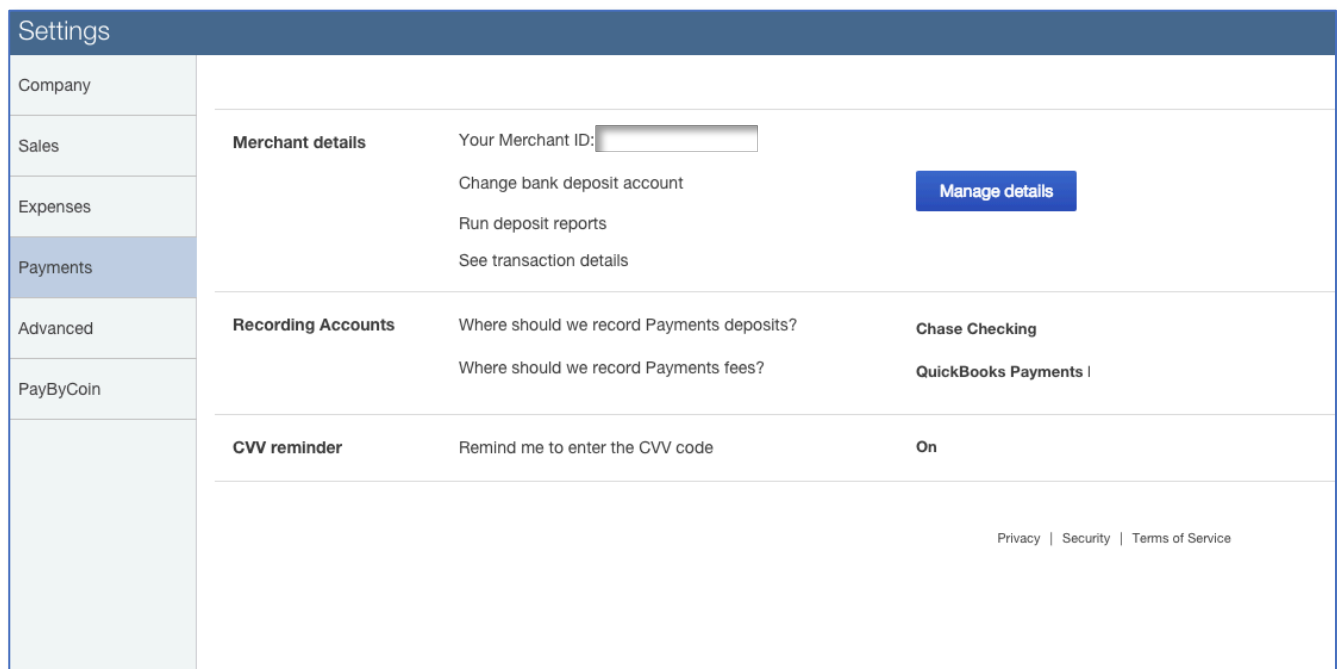 Settings
Company
Sales
Expenses
Payments
Advanced
PayByCoin
Merchant details
Your Merchant ID:
Change bank deposit account
Run deposit reports
See transaction details
Manage details
Recording Accounts
Where should we record Payments deposits?
Chase Checking
Where should we record Payments fees?
QuickBooks Payments
CVV reminder
Remind me to enter the CVV code
On
Privacy | Security | Terms of Service